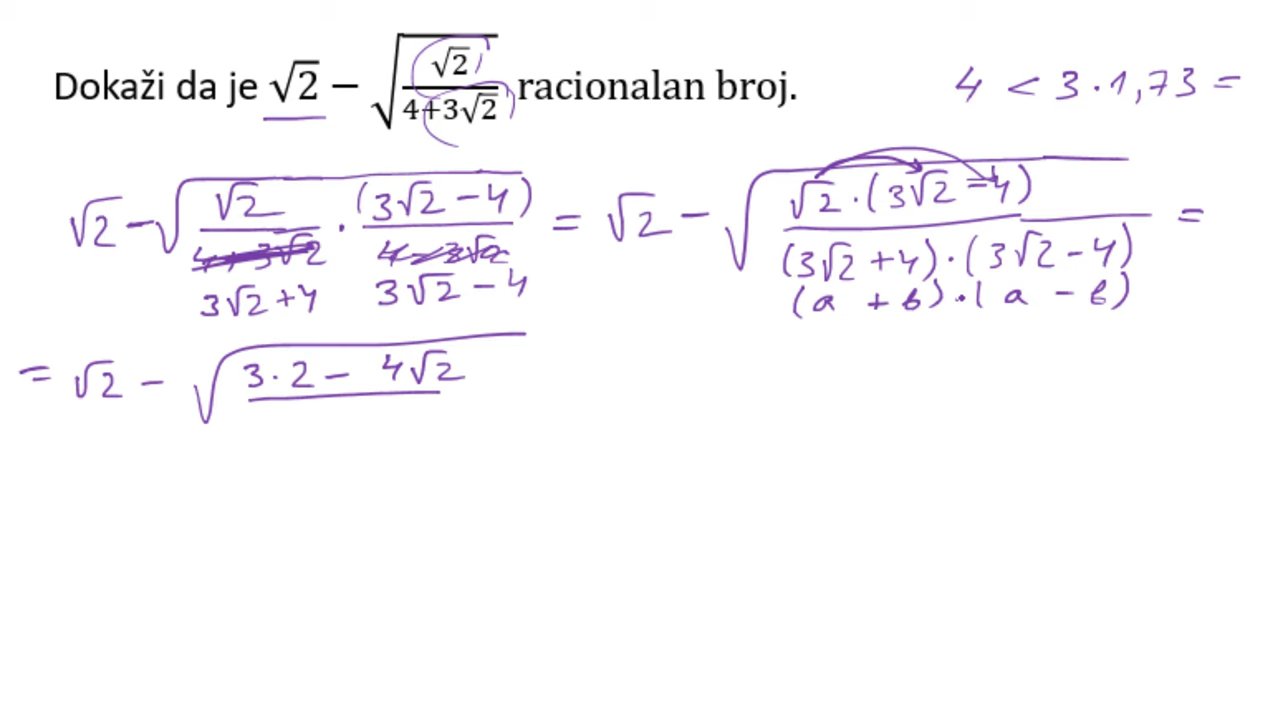 Dokaži da je √2 − √(√2/(4+3√2)) racionalan broj.
4 < 3 · 1,73 =
√2 − √(√2/(3√2 + 4) · (3√2 − 4)/(3√2 − 4)) = √2 − √(√2 · (3√2 − 4)/((3√2 + 4) · (3√2 − 4))) =
(a + b) · ( a − b)
= √2 − √(3 · 2 − 4√2